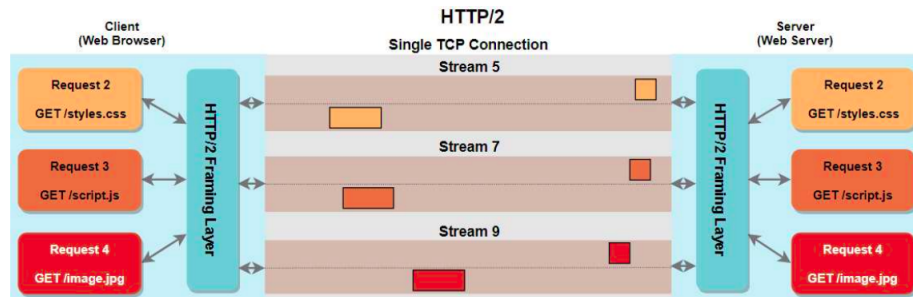 HTTP/2
Client
(Web Browser)
Server
(Web Server)
Single TCP Connection
Stream 5
Request 2
GET /styles.css
Request 2
GET /styles.css
HTTP/2 Framing Layer
HTTP/2 Framing Layer
Stream 7
Request 3
GET /script.js
Request 3
GET /script.js
Stream 9
Request 4
GET /image.jpg
Request 4
GET /image.jpg